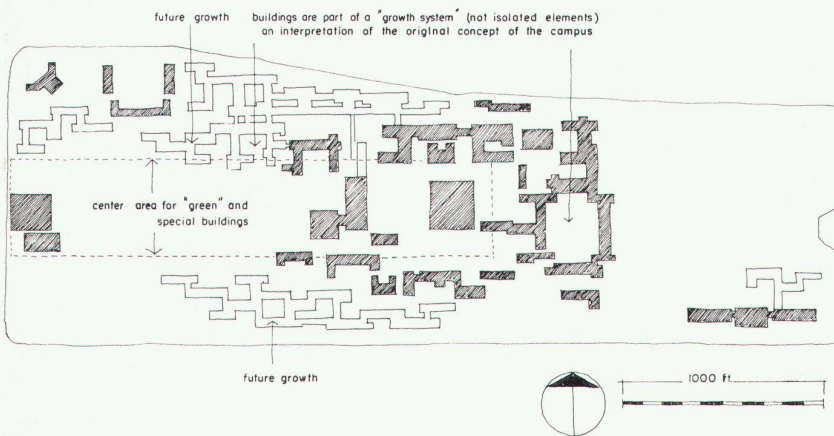 future growth
buildings are part of a "growth system" (not isolated elements)
an interpretation of the original concept of the campus
center area for "green" and
special buildings
future growth
1000 ft.